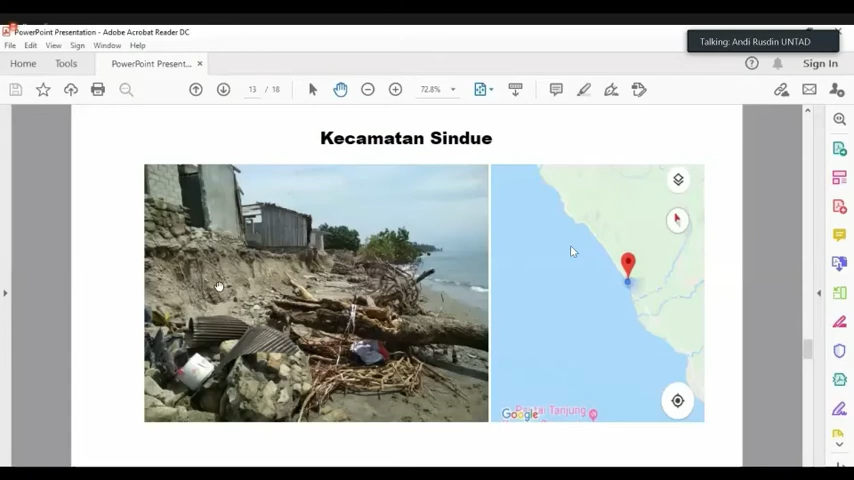 PowerPoint Presentation - Adobe Acrobat Reader DC
File Edit View Sign Window Help
Talking: Andi Rusdin UNTAD
Home Tools PowerPoint Present... × Sign In
13 / 18 72.8%
Kecamatan Sindue
Google
Tanjung